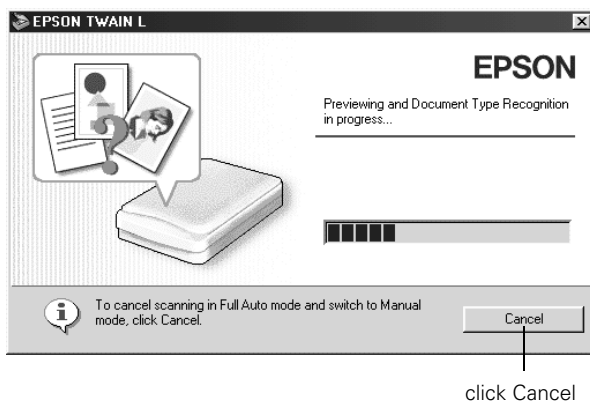 EPSON TWAIN L
EPSON
Previewing and Document Type Recognition
in progress...
To cancel scanning in Full Auto mode and switch to Manual
mode, click Cancel.
Cancel
click Cancel